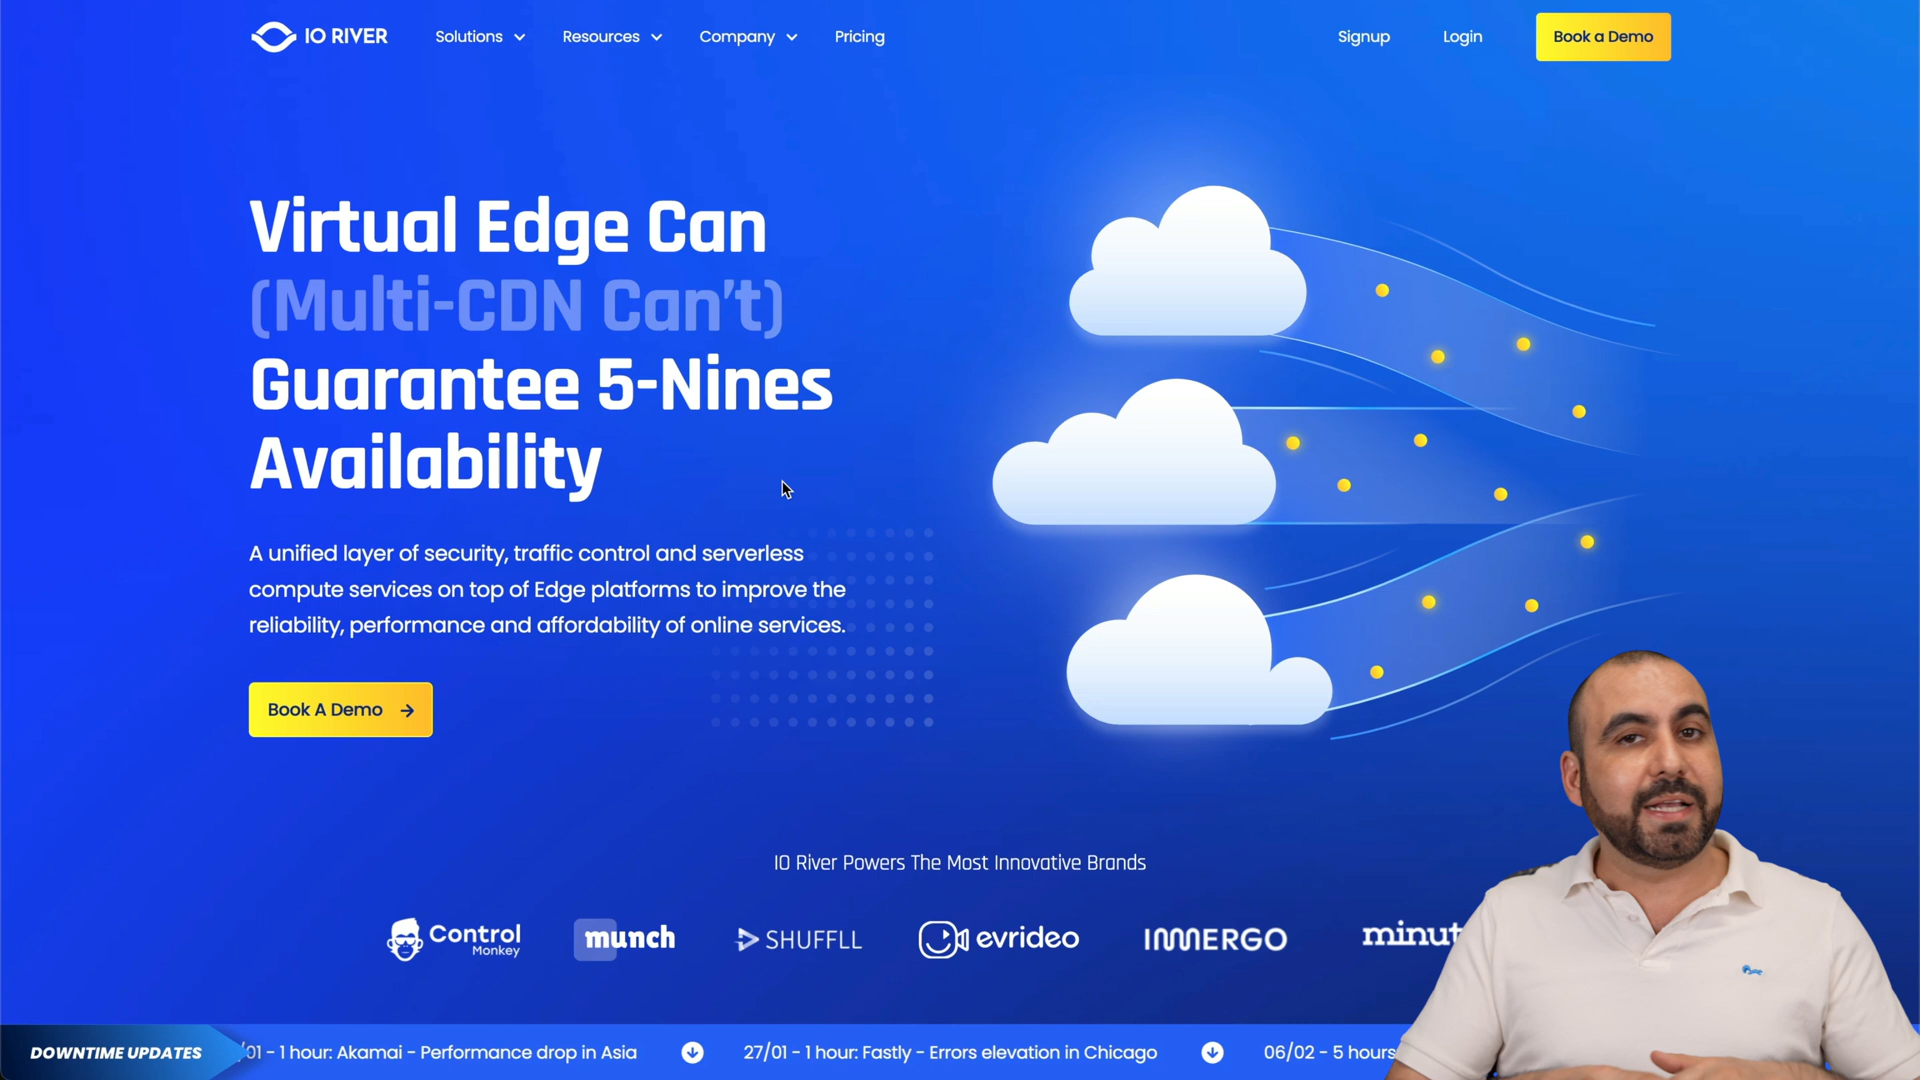 IO RIVER
Solutions
Resources
Company
Pricing
Signup
Login
Book a Demo
Virtual Edge Can
(Multi-CDN Can't)
Guarantee 5-Nines
Availability
A unified layer of security, traffic control and serverless
compute services on top of Edge platforms to improve the
reliability, performance and affordability of online services.
Book A Demo
IO River Powers The Most Innovative Brands
Control
Monkey
munch
SHUFFLL
evrideo
IMMERGO
minut
DOWNTIME UPDATES
/01 - 1 hour: Akamai - Performance drop in Asia
27/01 - 1 hour: Fastly - Errors elevation in Chicago
06/02 - 5 hours